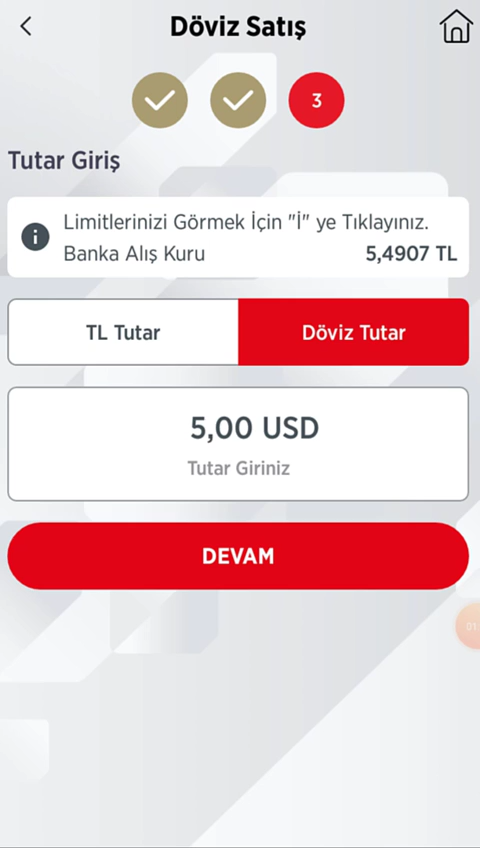 Döviz Satış
3
Tutar Giriş
Limitlerinizi Görmek İçin "İ" ye Tıklayınız.
Banka Alış Kuru 5,4907 TL
TL Tutar Döviz Tutar
5,00 USD
Tutar Giriniz
DEVAM